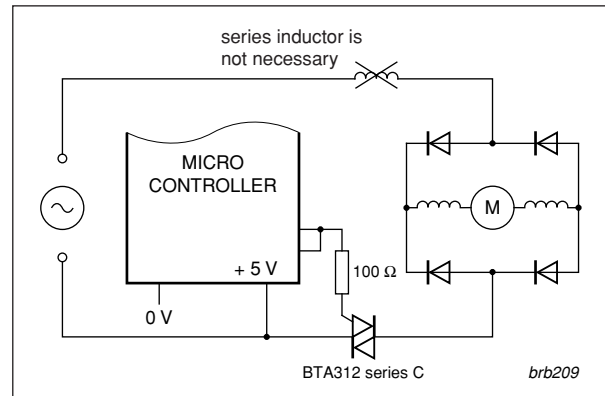 series inductor is
not necessary
MICRO
CONTROLLER
M
+ 5 V
100 Ω
0 V
BTA312 series C
brb209